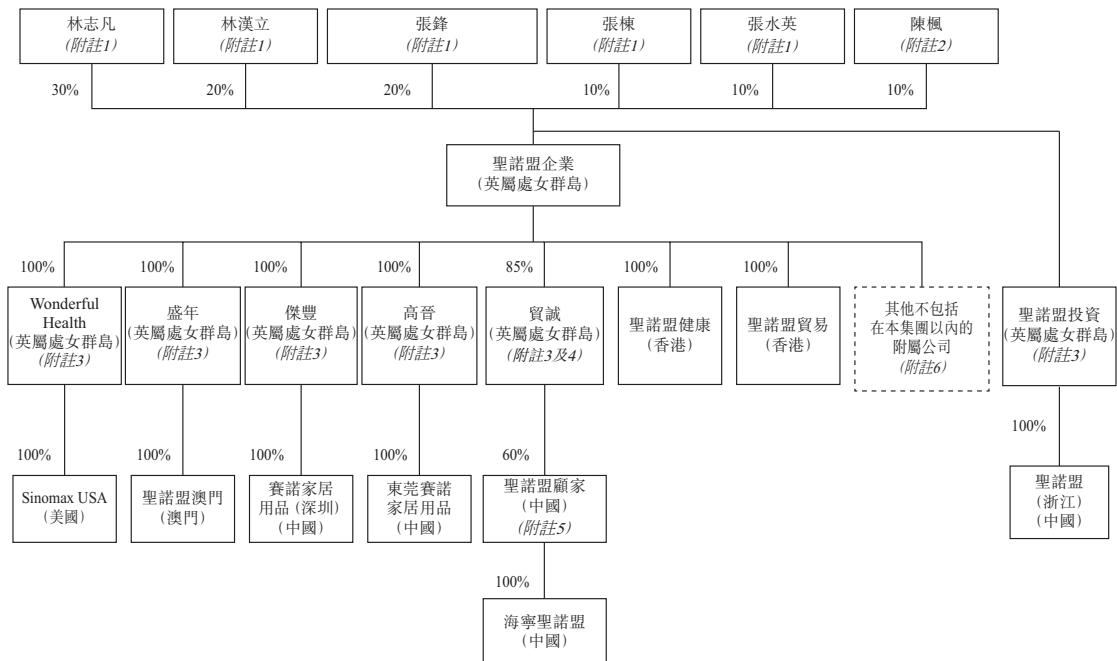 林志凡
(附註1)
林漢立
(附註1)
張鋒
(附註1)
張棟
(附註1)
張水英
(附註1)
陳楓
(附註2)
30%
20%
20%
10%
10%
10%
聖諾盟企業
(英屬處女群島)
100%
100%
100%
100%
85%
100%
100%
Wonderful
Health
(英屬處女群島)
(附註3)
盛年
(英屬處女群島)
(附註3)
傑豐
(英屬處女群島)
(附註3)
高晉
(英屬處女群島)
(附註3)
貿誠
(英屬處女群島)
(附註3及4)
聖諾盟健康
(香港)
聖諾盟貿易
(香港)
其他不包括
在本集團以內的
附屬公司
(附註6)
聖諾盟投資
(英屬處女群島)
(附註3)
100%
100%
100%
100%
60%
100%
Sinomax USA
(美國)
聖諾盟澳門
(澳門)
賽諾家居
用品(深圳)
(中國)
東莞賽諾
家居用品
(中國)
聖諾盟顧家
(中國)
(附註5)
聖諾盟
(浙江)
(中國)
100%
海寧聖諾盟
(中國)